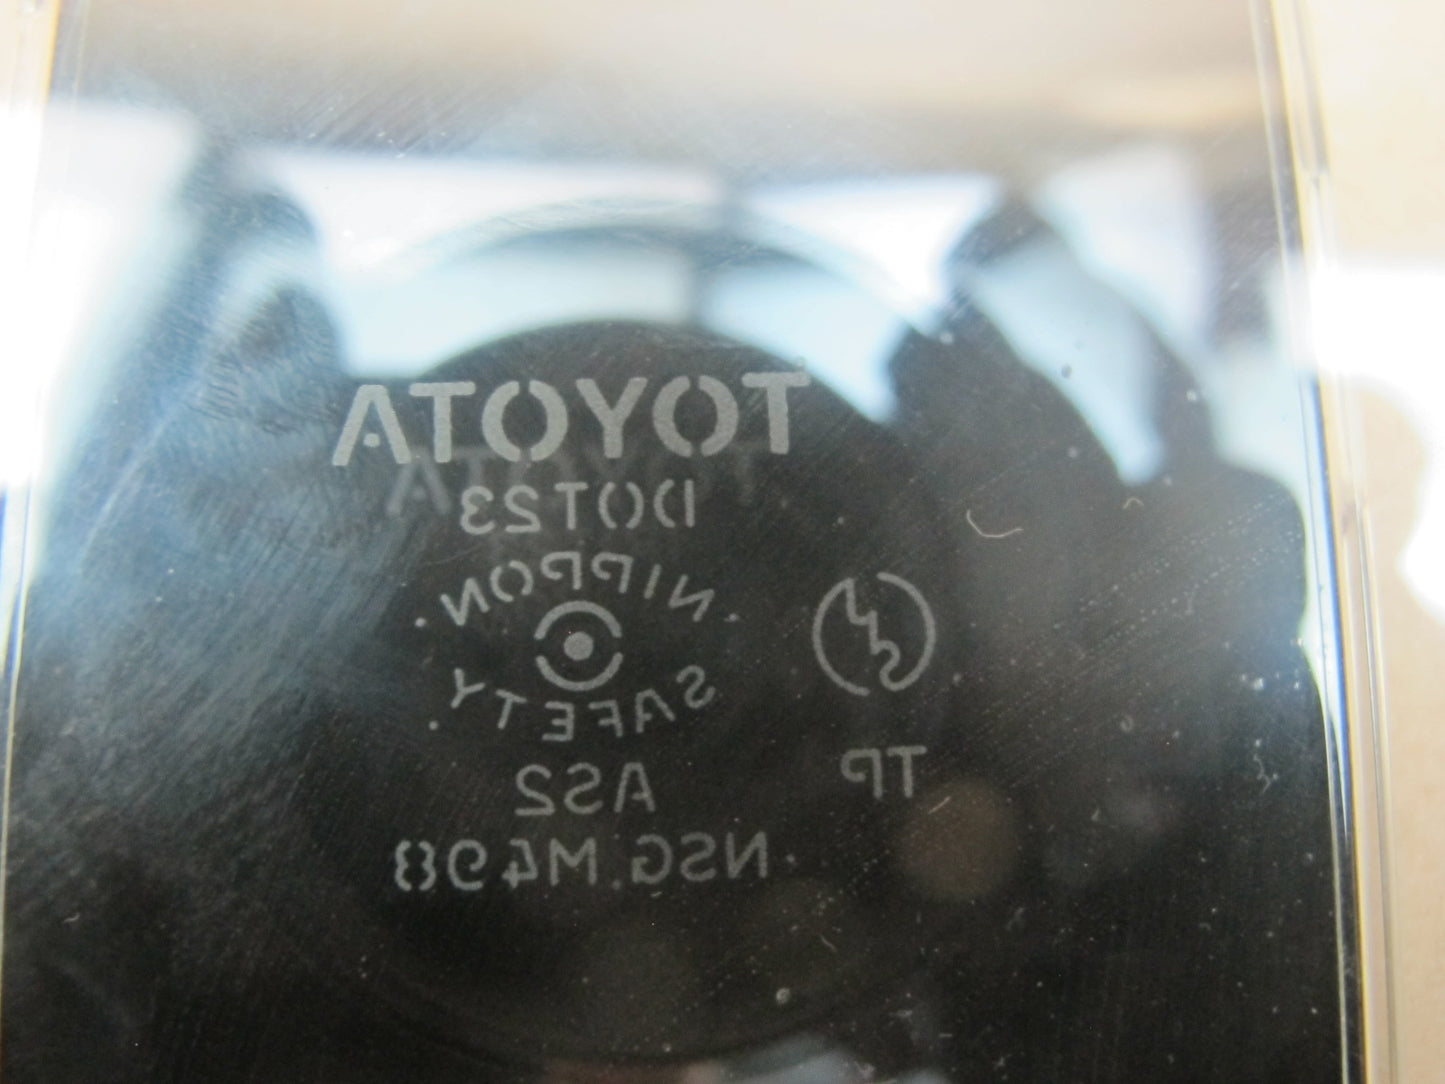 TOYOTA
DOT23
NIPPON
SAFETY
AS2
NSG.M498
TP